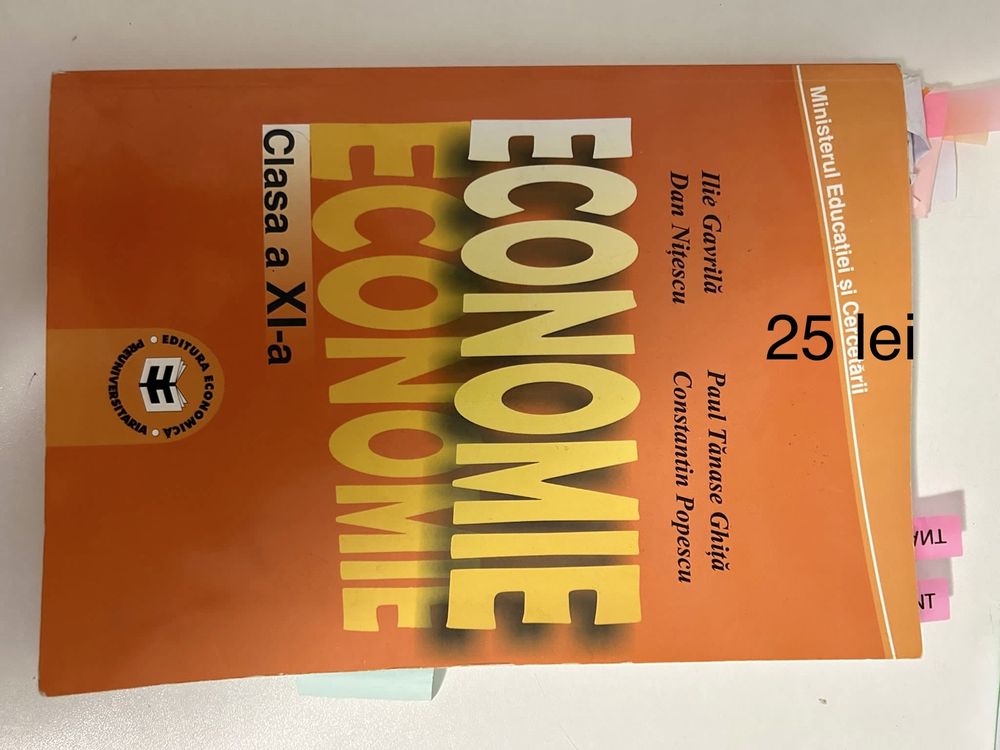 Ministerul Educației și Cercetării
25 lei
Ilie Gavrilă
Paul Tănase Ghiță
Dan Nițescu
Constantin Popescu
ECONOMIE
ECONOMIE
Clasa a XI-a
EDITURA ECONOMICĂ
PREUNIVERSITARIA